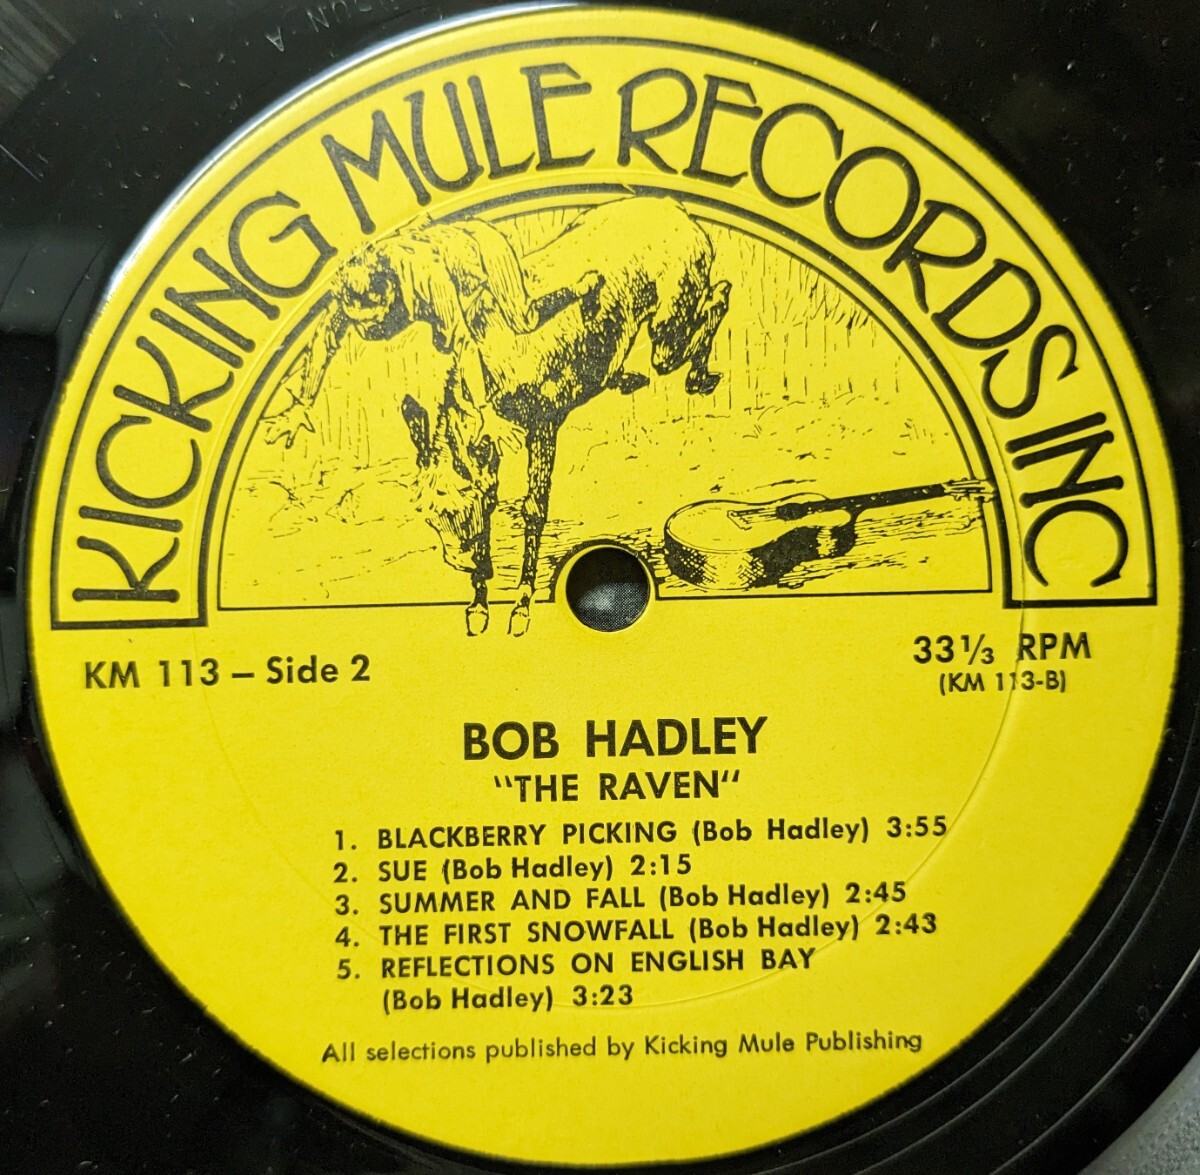 KICKING MULE RECORDS INC
KM 113 – Side 2
33 ⅓ RPM
(KM 113-B)
BOB HADLEY
"THE RAVEN"
1. BLACKBERRY PICKING (Bob Hadley) 3:55
2. SUE (Bob Hadley) 2:15
3. SUMMER AND FALL (Bob Hadley) 2:45
4. THE FIRST SNOWFALL (Bob Hadley) 2:43
5. REFLECTIONS ON ENGLISH BAY
(Bob Hadley) 3:23
All selections published by Kicking Mule Publishing